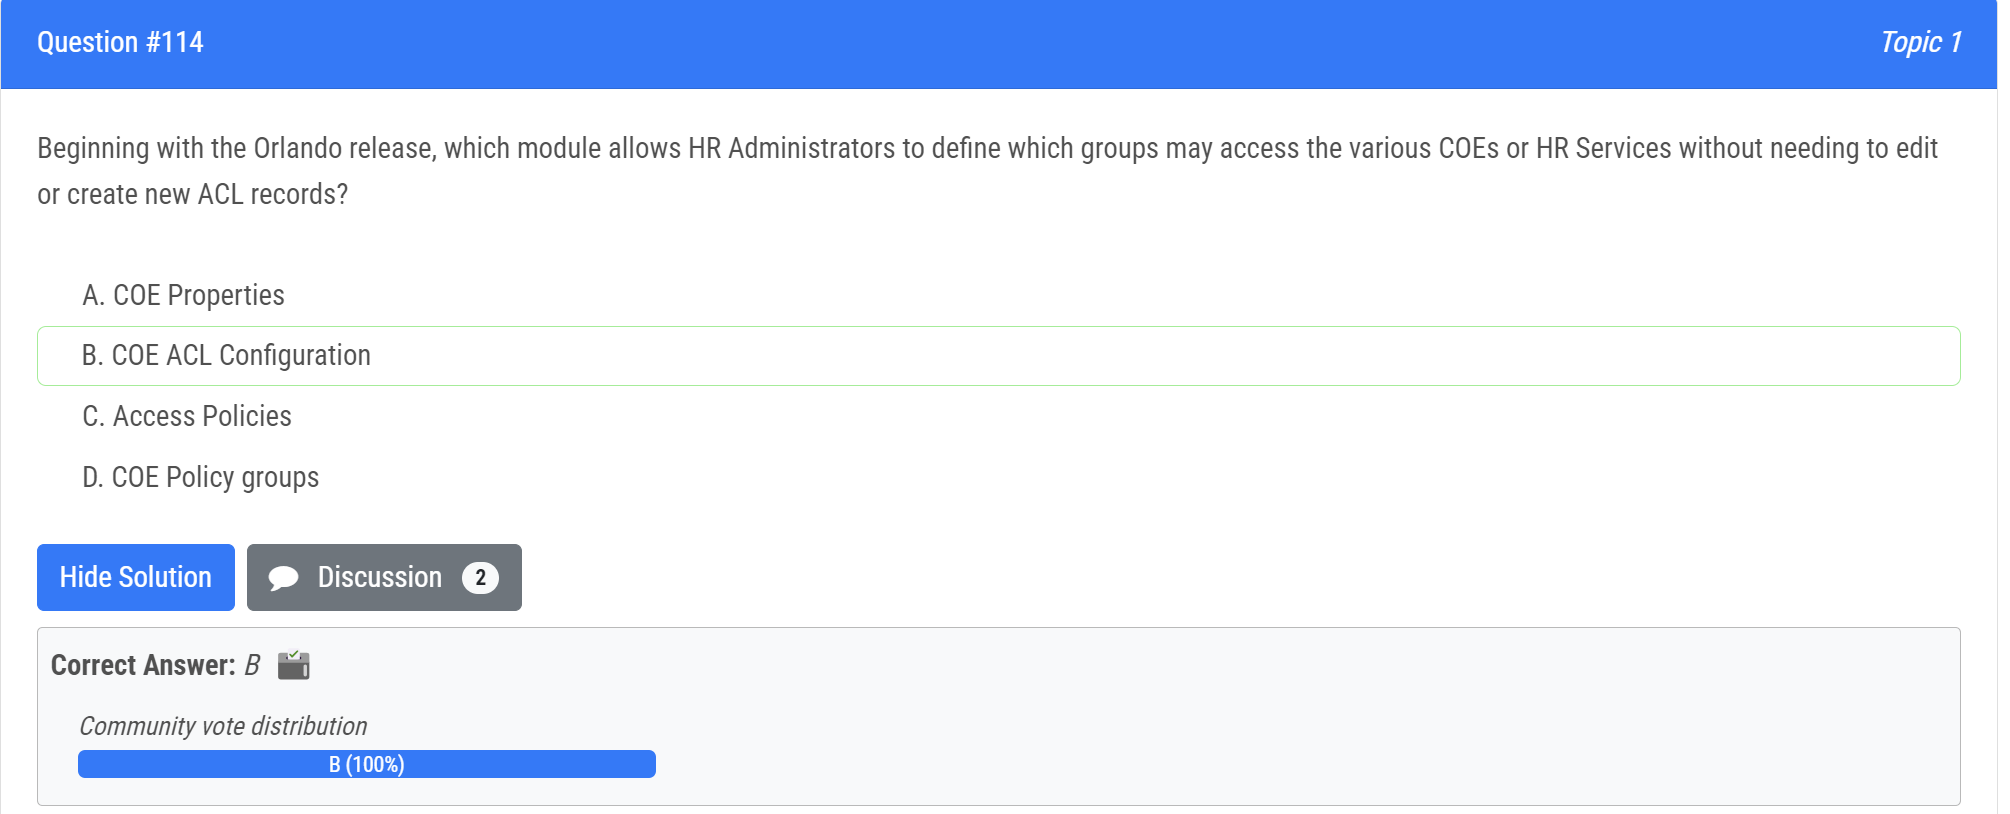 Question #114
Topic 1
Beginning with the Orlando release, which module allows HR Administrators to define which groups may access the various COEs or HR Services without needing to edit
or create new ACL records?
A. COE Properties
B. COE ACL Configuration
C. Access Policies
D. COE Policy groups
Hide Solution
Discussion 2
Correct Answer: B
Community vote distribution
B (100%)